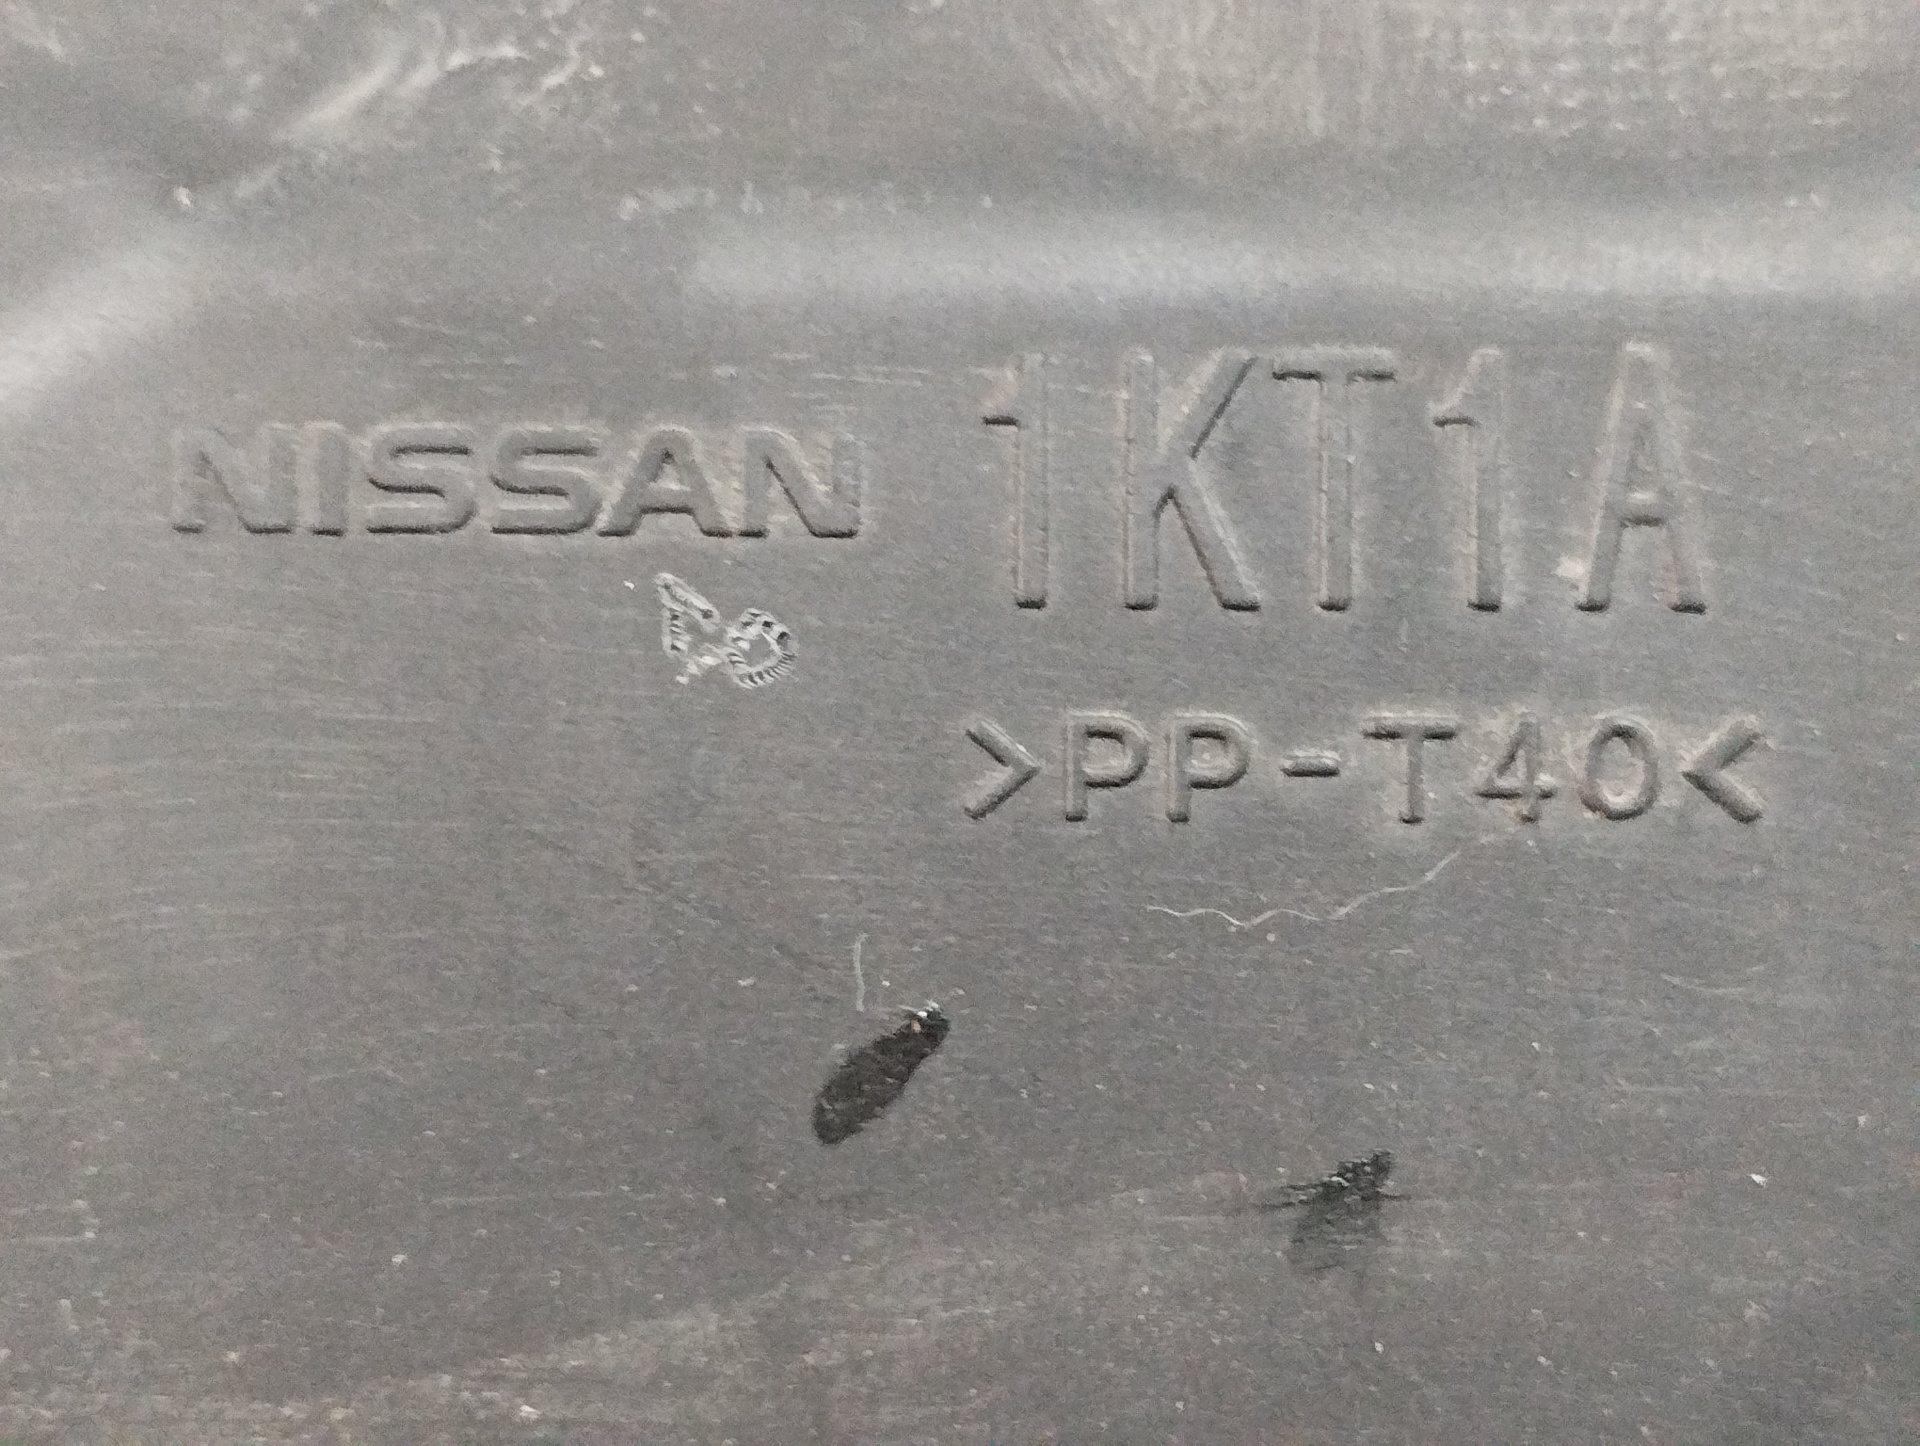 NISSAN 1KT1A
>PP-T40<